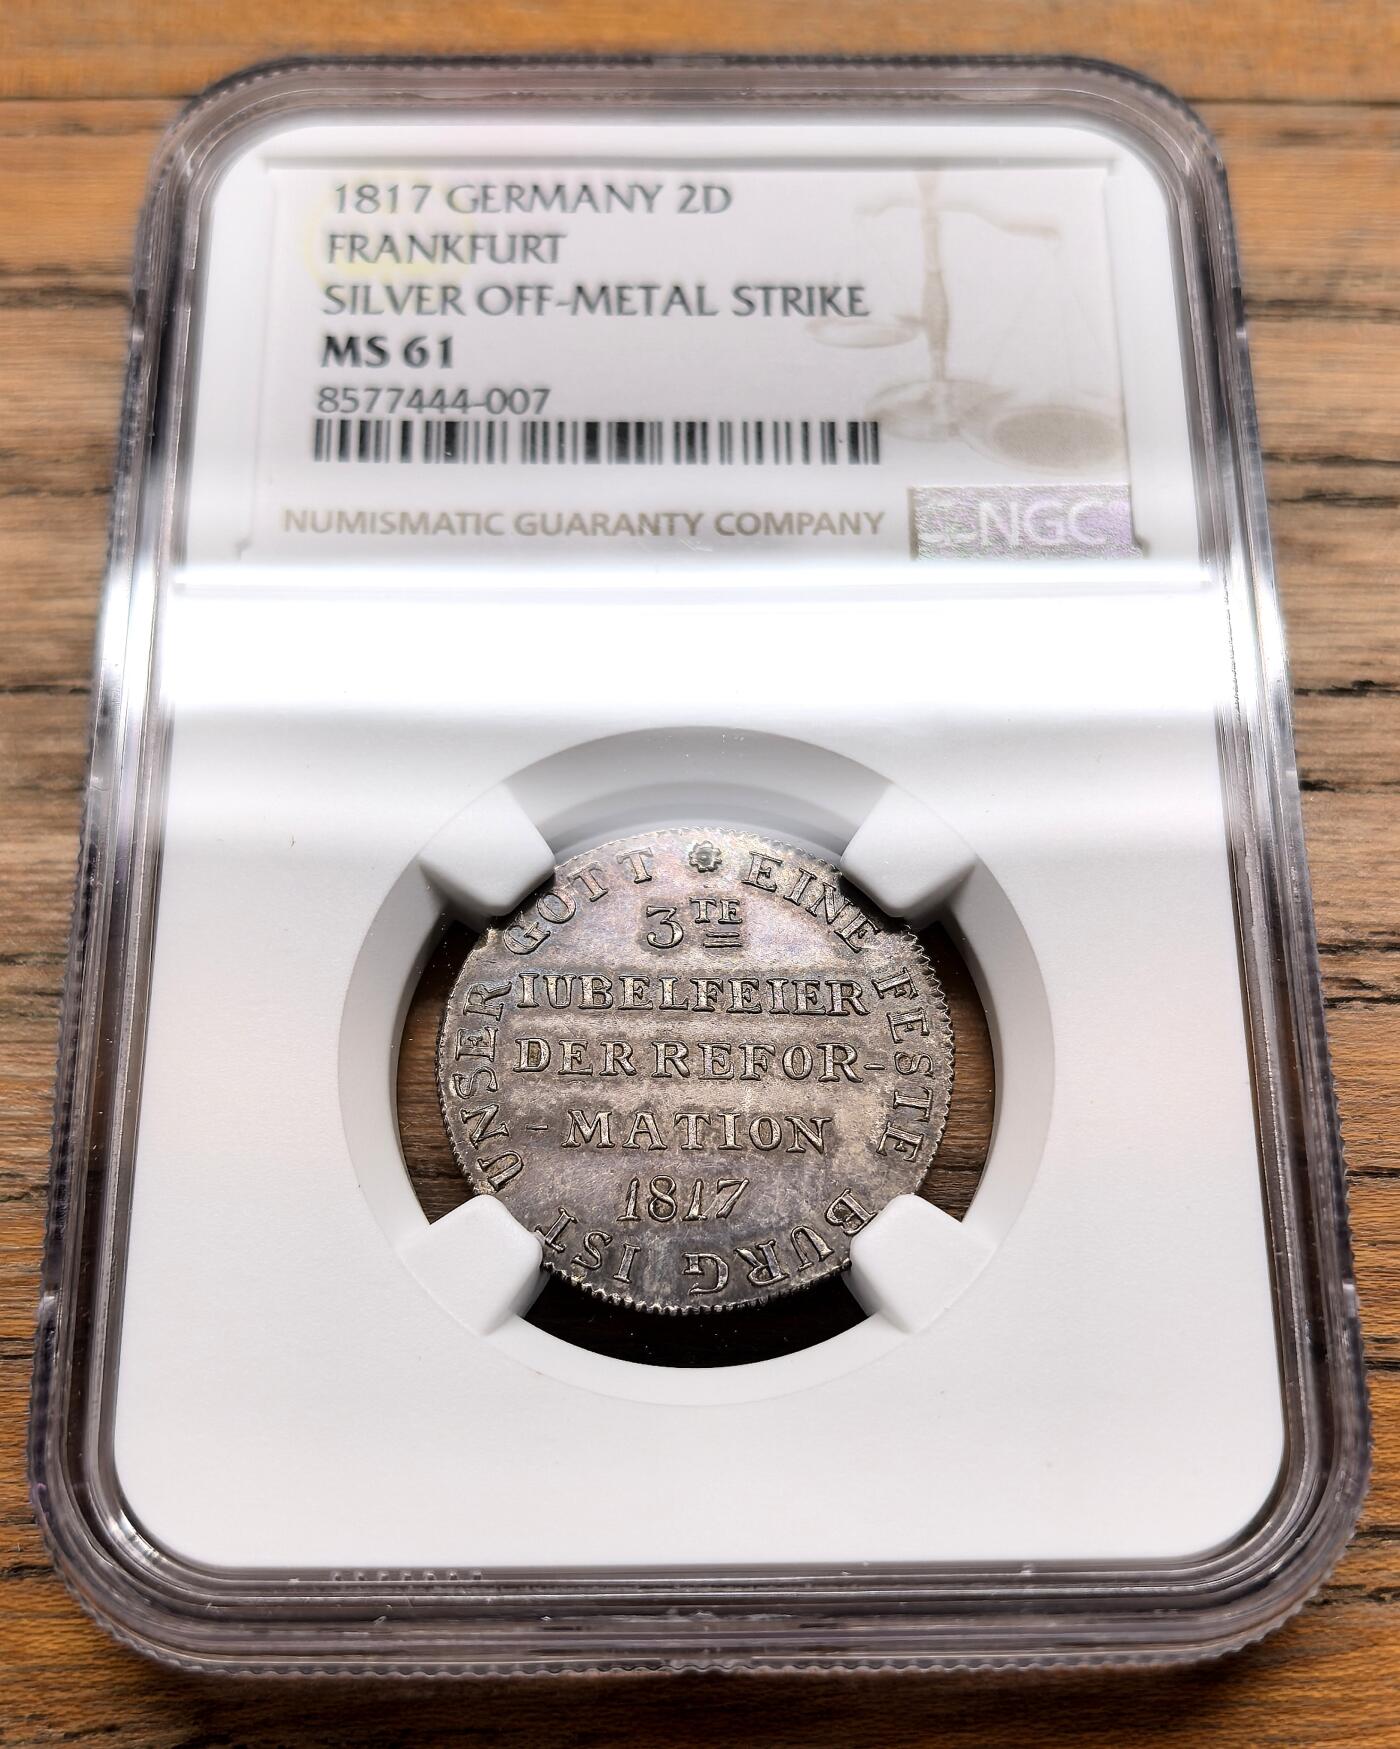 1817 GERMANY 2D
FRANKFURT
SILVER OFF-METAL STRIKE
MS 61
8577444-007
NUMISMATIC GUARANTY COMPANY
NGC
EINE FESTE BURG IST UNSER GOTT
3TE
IUBELFEIER
DER REFOR-
-MATION
1817